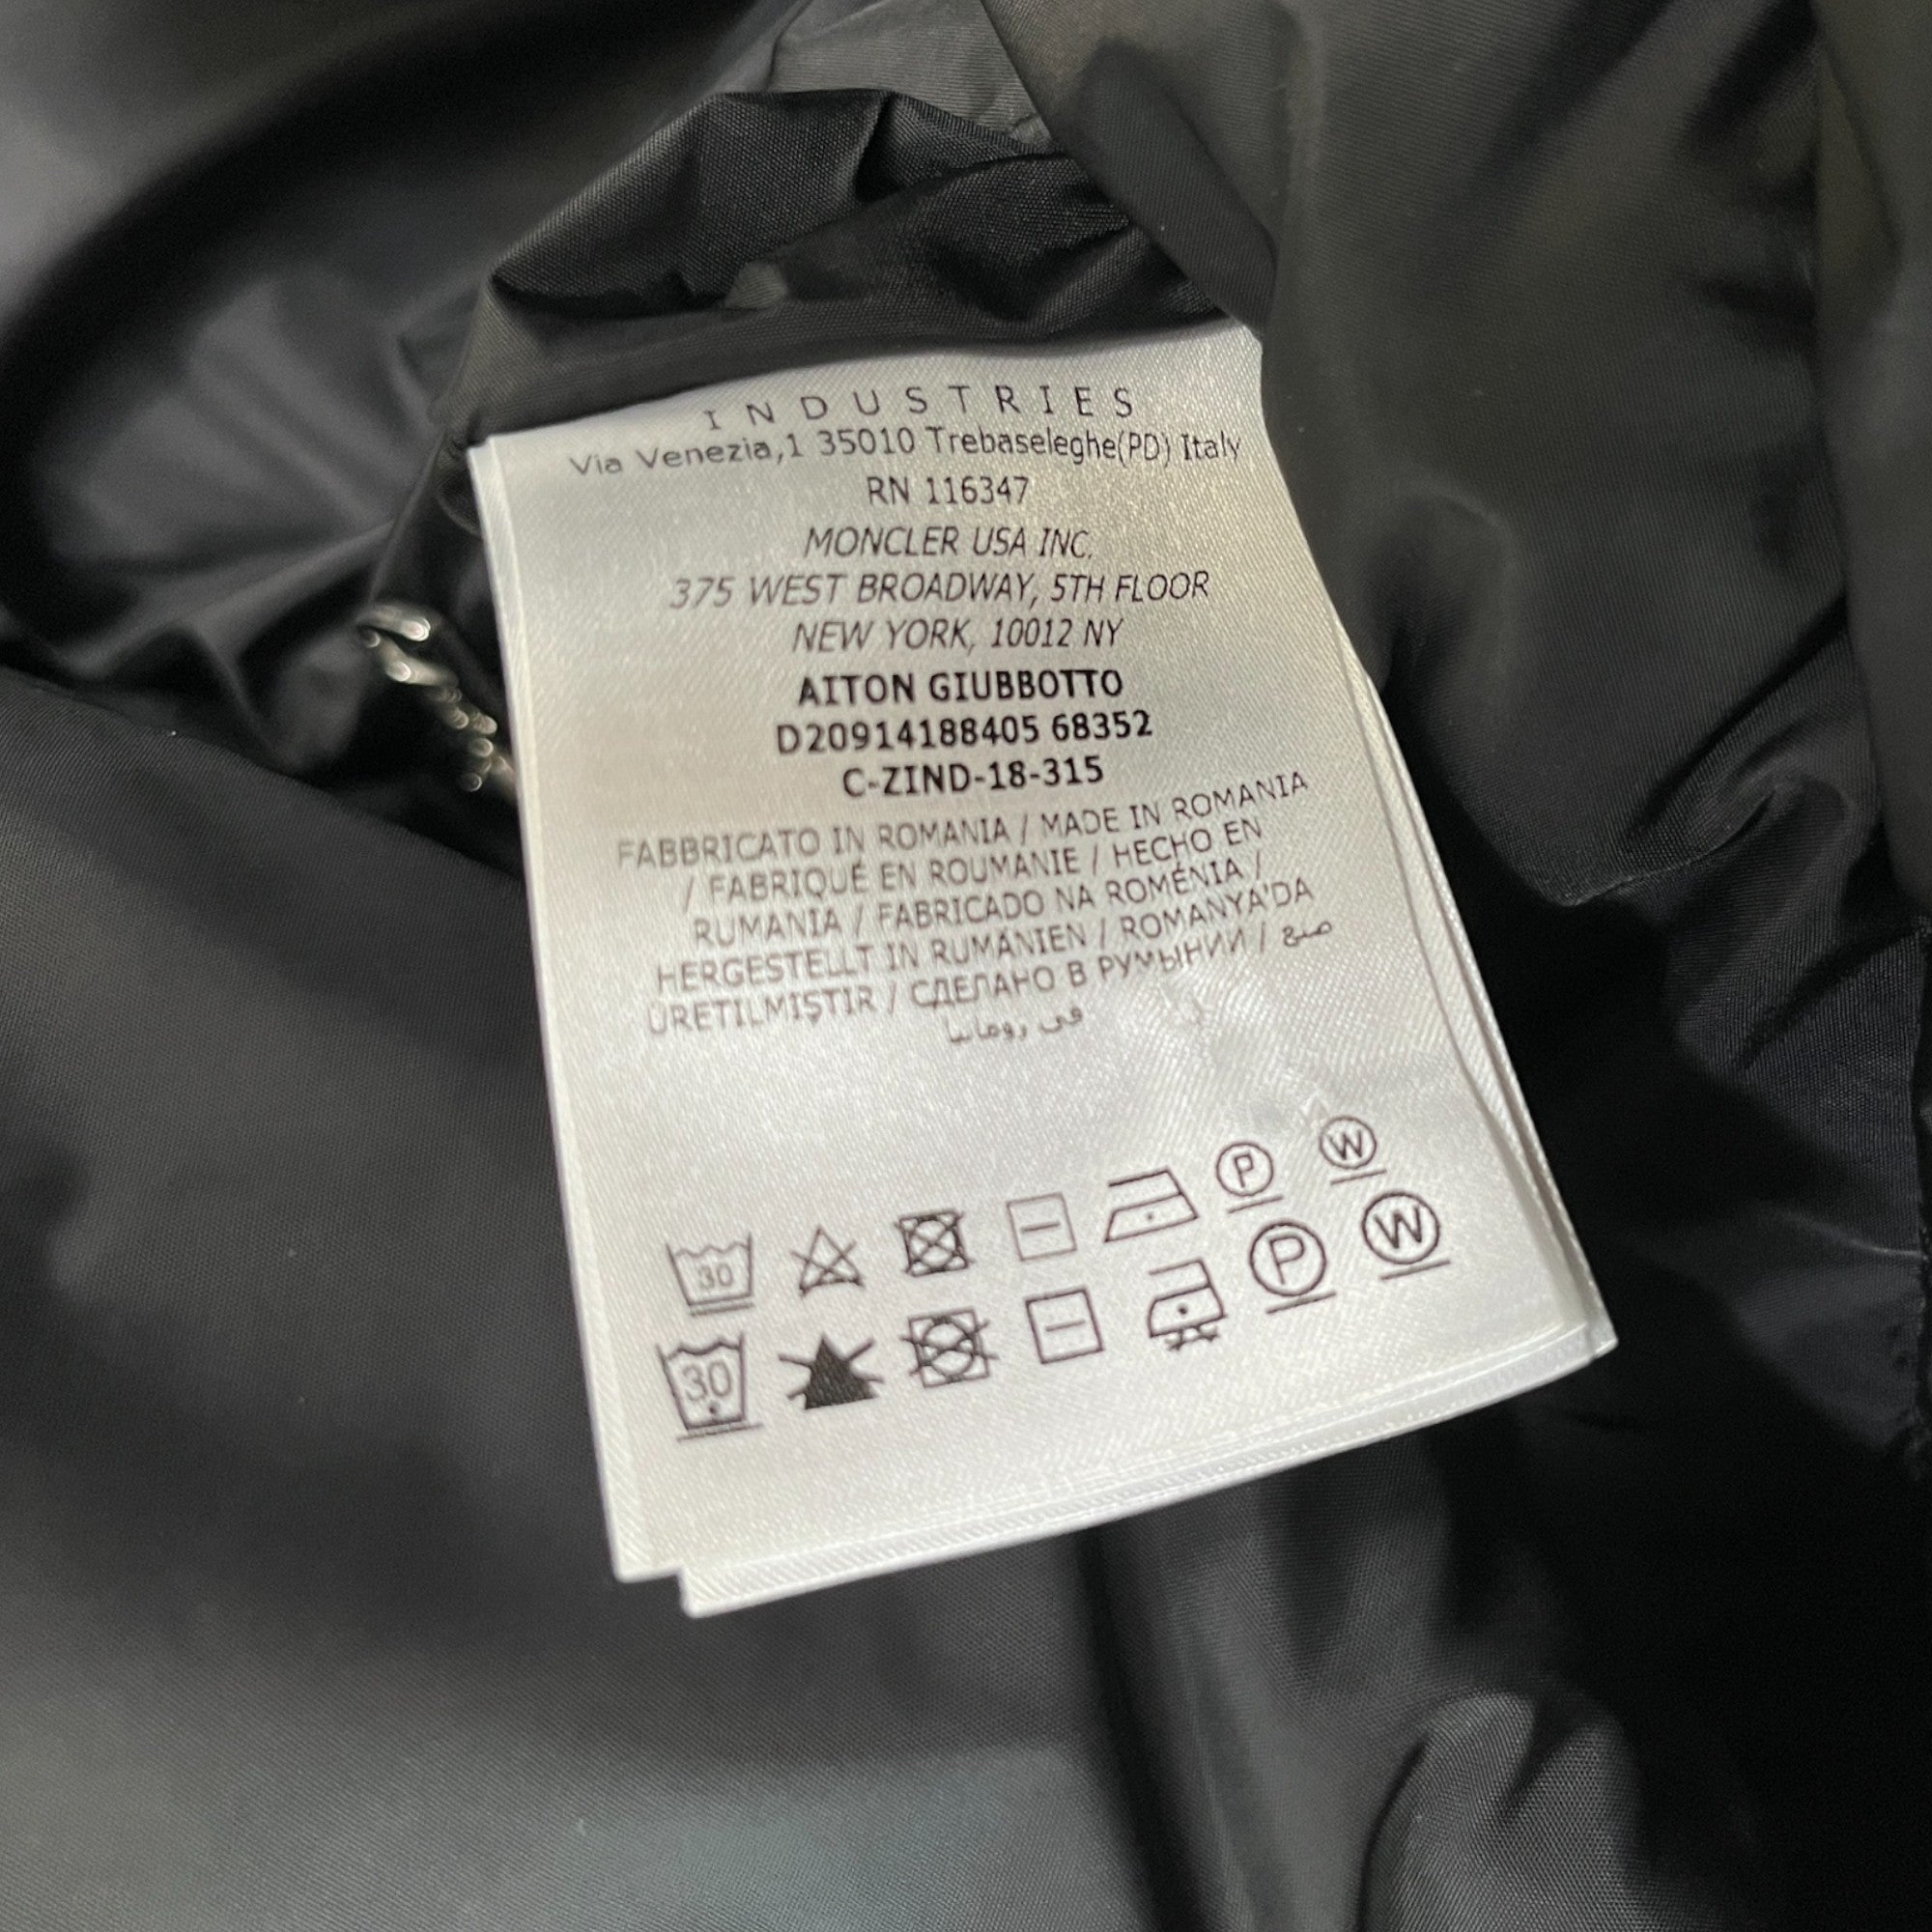 INDUSTRIES
Via Venezia,1 35010 Trebaseleghe(PD) Italy
RN 116347
MONCLER USA INC.
375 WEST BROADWAY, 5TH FLOOR
NEW YORK, 10012 NY
AITON GIUBBOTTO
D20914188405 68352
C-ZIND-18-315
FABBRICATO IN ROMANIA / MADE IN ROMANIA
/ FABRIQUÉ EN ROUMANIE / HECHO EN
RUMANIA / FABRICADO NA ROMÉNIA /
HERGESTELLT IN RUMÄNIEN / ROMANYA'DA
ÜRETILMIŞTIR / СДЕЛАНО В РУМЫНИИ / صنع
في رومانيا
30 P W
30 P W